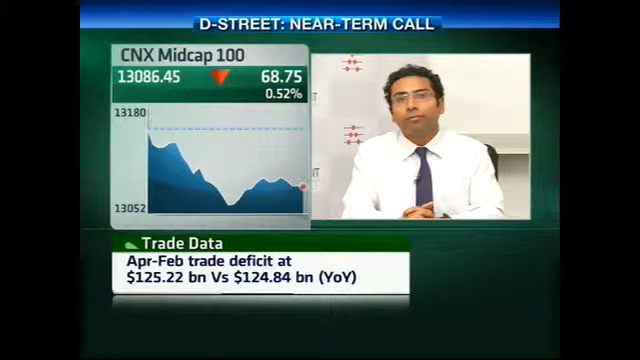 D-STREET: NEAR-TERM CALL
CNX Midcap 100
13086.45 68.75
0.52%
13180
13052
Trade Data
Apr-Feb trade deficit at
$125.22 bn Vs $124.84 bn (YoY)